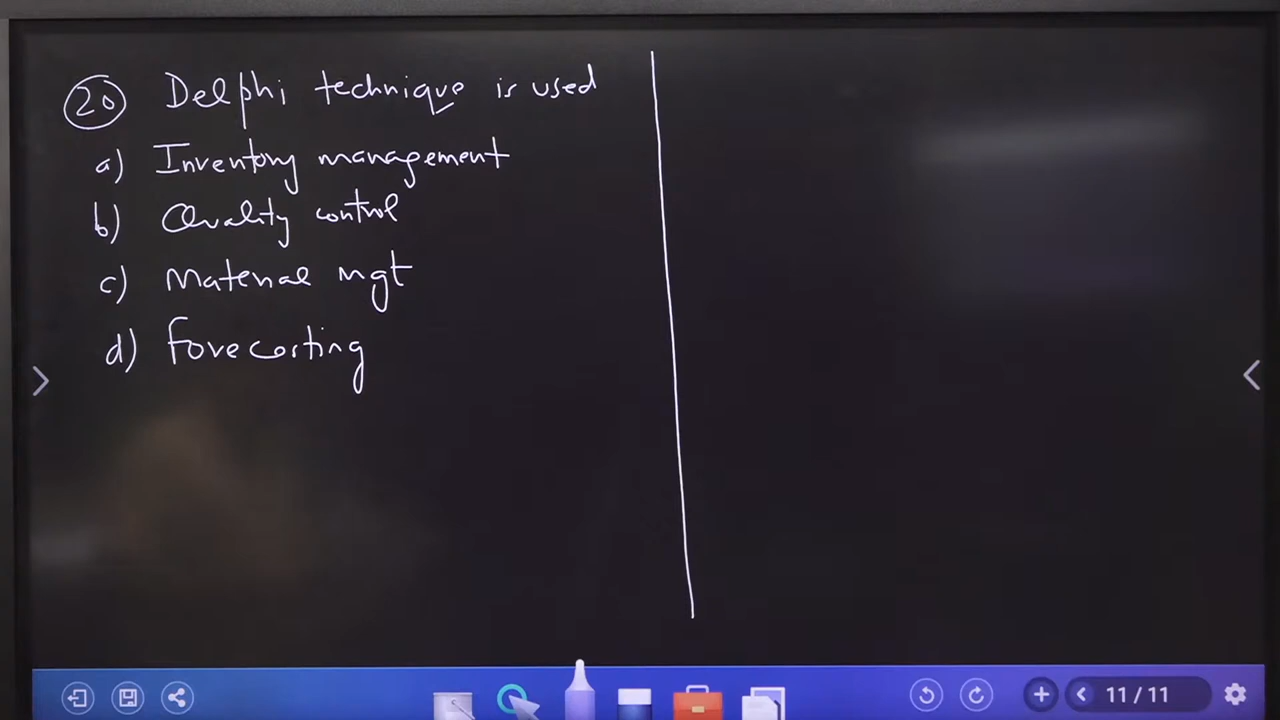 20 Delphi technique is used
a) Inventory management
b) Quality control
c) Material mgt
d) Forecasting
11/11